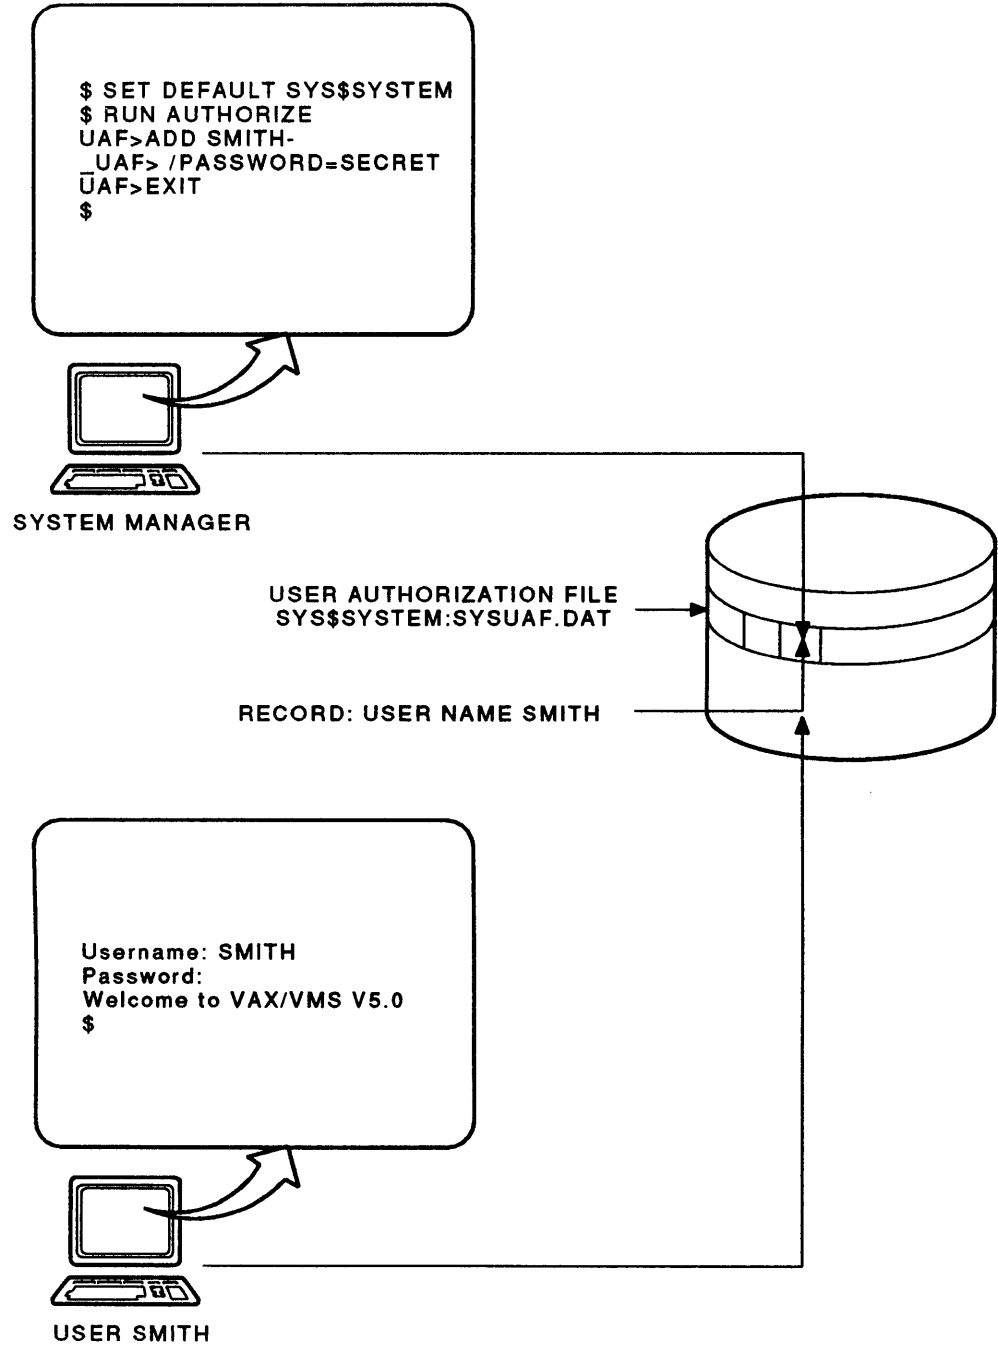 $ SET DEFAULT SYS$SYSTEM
$ RUN AUTHORIZE
UAF>ADD SMITH-
_UAF> /PASSWORD=SECRET
UAF>EXIT
$
SYSTEM MANAGER
USER AUTHORIZATION FILE
SYS$SYSTEM:SYSUAF.DAT
RECORD: USER NAME SMITH
Username: SMITH
Password:
Welcome to VAX/VMS V5.0
$
USER SMITH